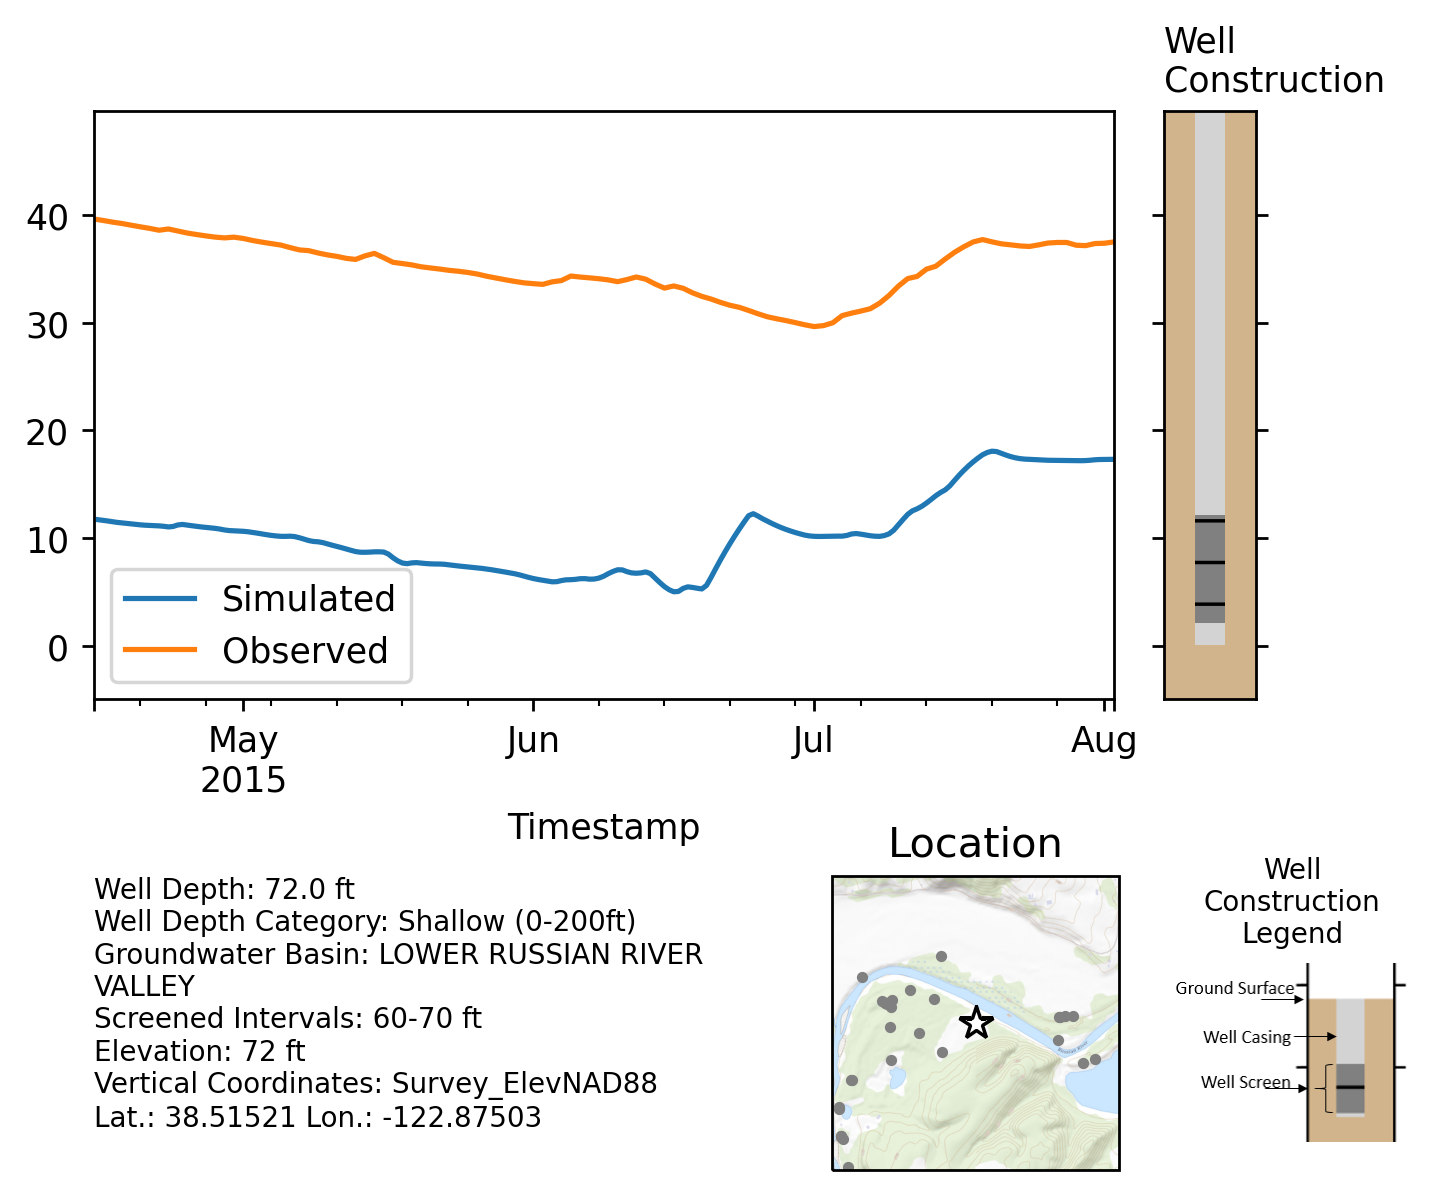 Well
Construction
40
30
20
10
0
Simulated
Observed
May
2015
Jun
Jul
Aug
Timestamp
Well Depth: 72.0 ft
Well Depth Category: Shallow (0-200ft)
Groundwater Basin: LOWER RUSSIAN RIVER
VALLEY
Screened Intervals: 60-70 ft
Elevation: 72 ft
Vertical Coordinates: Survey_ElevNAD88
Lat.: 38.51521 Lon.: -122.87503
Location
Well
Construction
Legend
Ground Surface
Well Casing
Well Screen